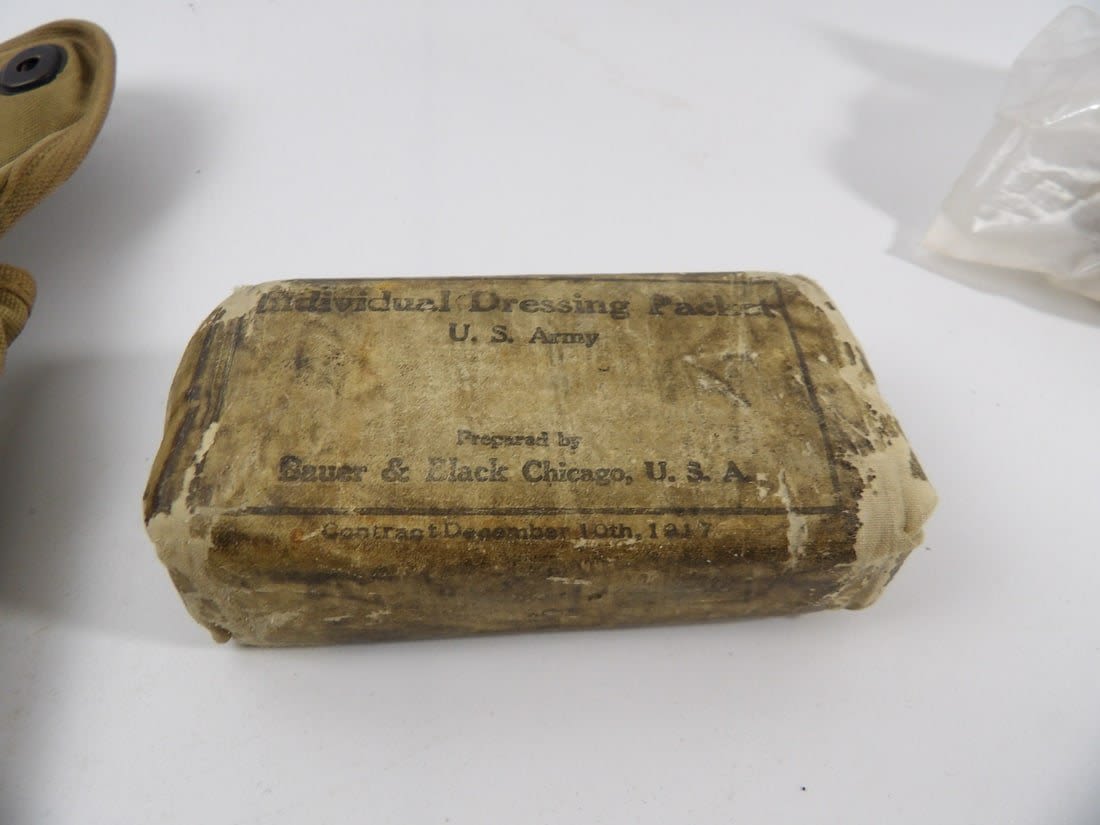 Individual Dressing Packet
U. S. Army
Prepared by
Bauer & Black Chicago, U. S. A.
Contract December 10th, 1917